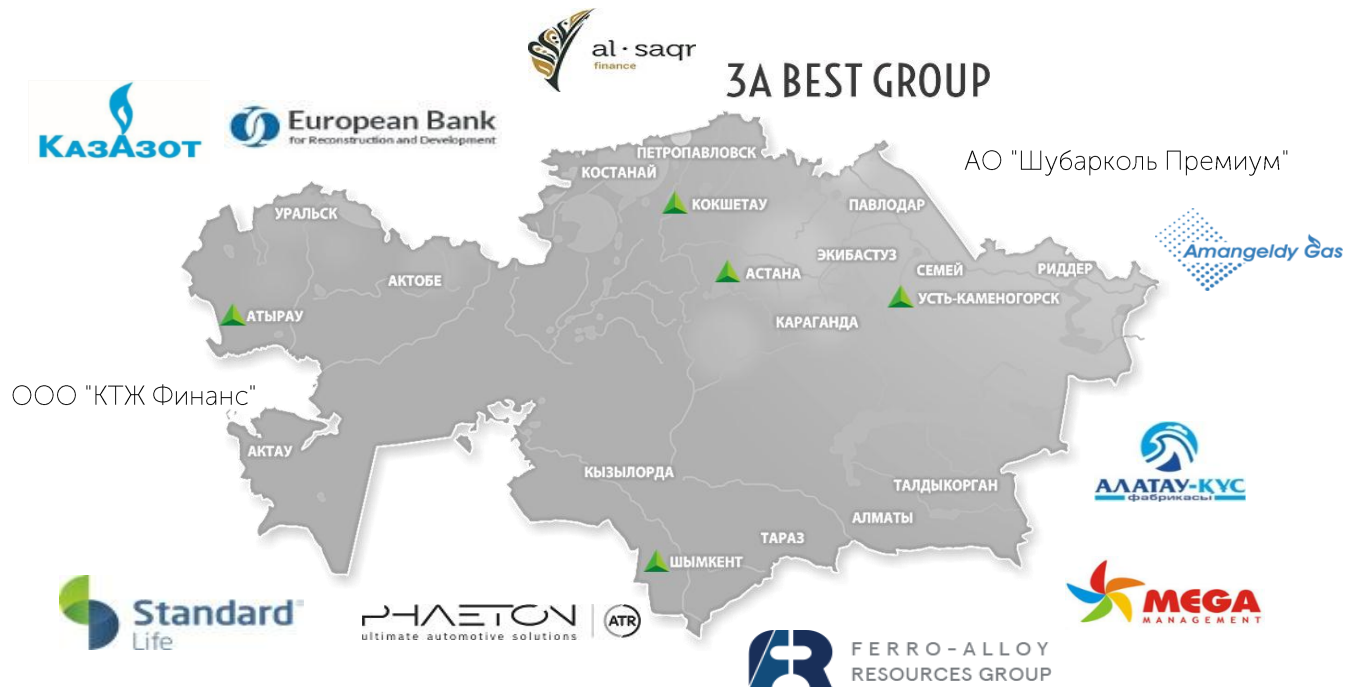 al·saqr
finance
3A BEST GROUP
КАЗАЗОТ
European Bank
for Reconstruction and Development
АО "Шубарколь Премиум"
ПЕТРОПАВЛОВСК
КОСТАНАЙ
КОКШЕТАУ
ПАВЛОДАР
УРАЛЬСК
Amangeldy Gas
ЭКИБАСТУЗ
АКТОБЕ
АСТАНА
СЕМЕЙ
РИДДЕР
УСТЬ-КАМЕНОГОРСК
АТЫРАУ
КАРАГАНДА
ООО "КТЖ Финанс"
АКТАУ
КЫЗЫЛОРДА
ТАЛДЫКОРГАН
АЛАТАУ-ҚҰС
фабрикасы
АЛМАТЫ
ТАРАЗ
ШЫМКЕНТ
Standard
Life
PHAETON
ultimate automotive solutions
ATR
MEGA
MANAGEMENT
FERRO-ALLOY
RESOURCES GROUP